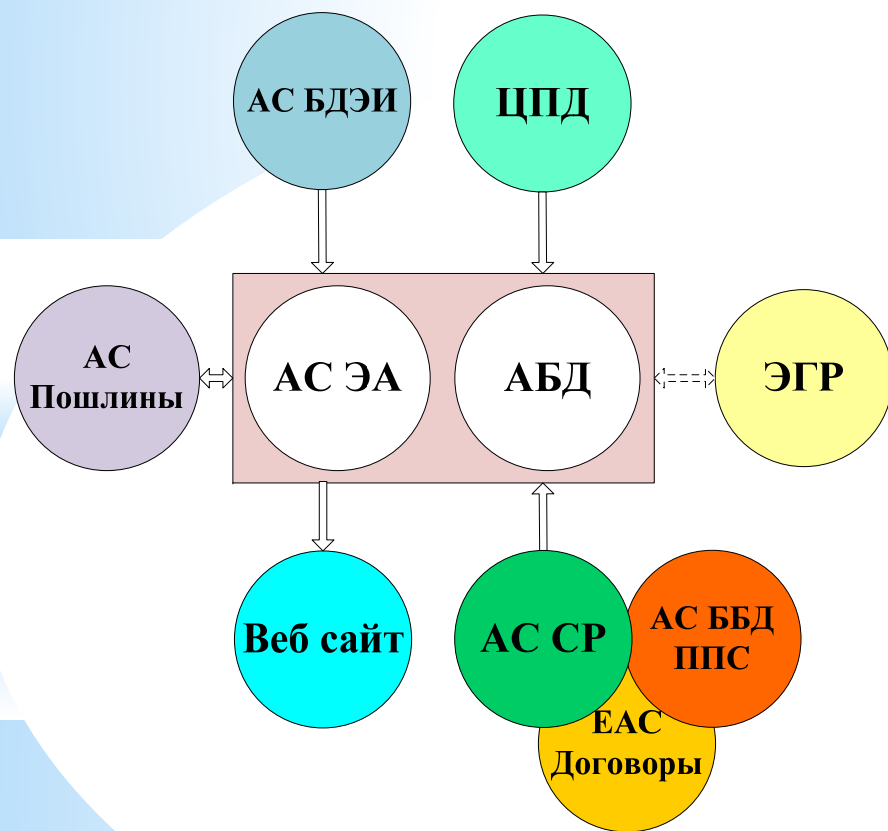 АС БДЭИ
ЦПД
АС
Пошлины
АС ЭА
АБД
ЭГР
Веб сайт
АС СР
АС ББД
ППС
ЕАС
Договоры